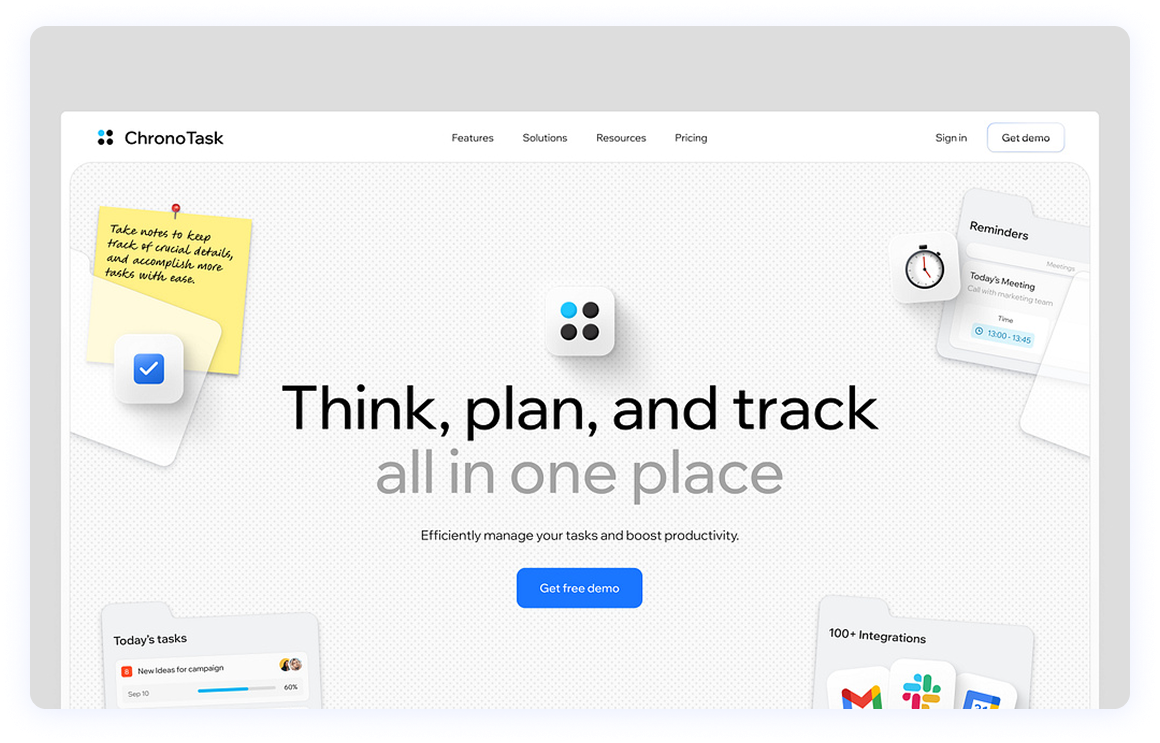 ChronoTask
Features
Solutions
Resources
Pricing
Sign in
Get demo
Take notes to keep
track of crucial details,
and accomplish more
tasks with ease.
Reminders
Meetings
Today's Meeting
Call with marketing team
Time
13:00 - 13:45
Think, plan, and track
all in one place
Efficiently manage your tasks and boost productivity.
Get free demo
Today's tasks
New Ideas for campaign
Sep 10
60%
100+ Integrations
31